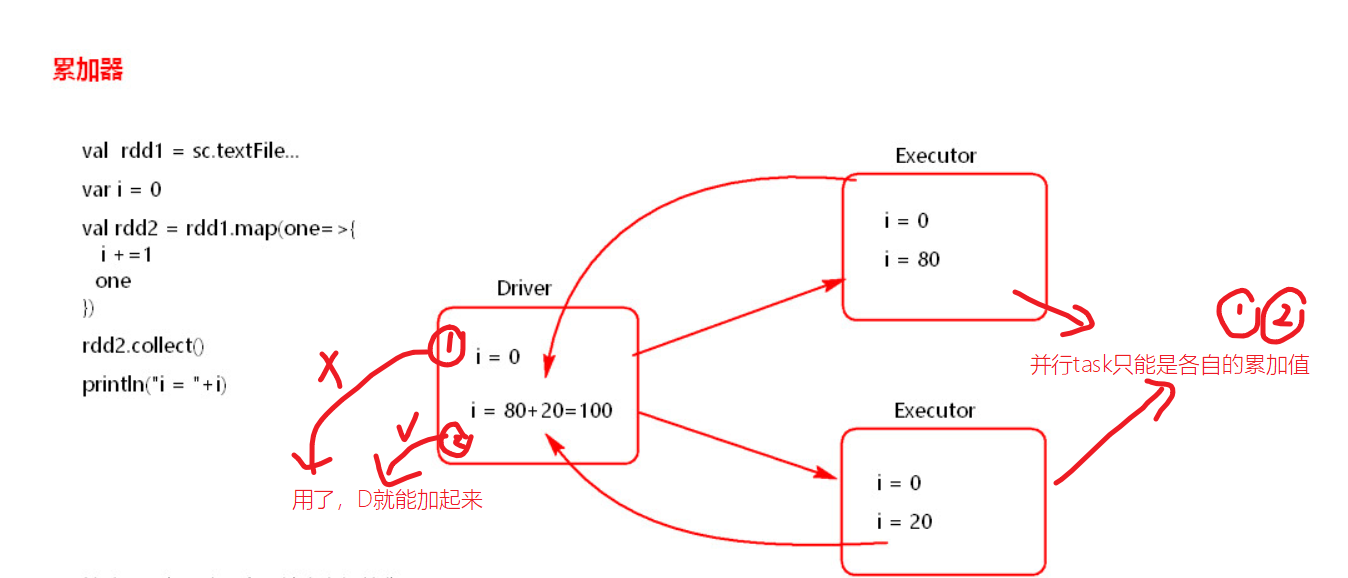 累加器
val rdd1 = sc.textFile...
var i = 0
val rdd2 = rdd1.map(one=>{
i +=1
one
})
rdd2.collect()
println("i = "+i)
Driver
①
i = 0
i = 80+20=100
②
X
√
用了，D就能加起来
Executor
i = 0
i = 80
① ②
并行task只能是各自的累加值
Executor
i = 0
i = 20